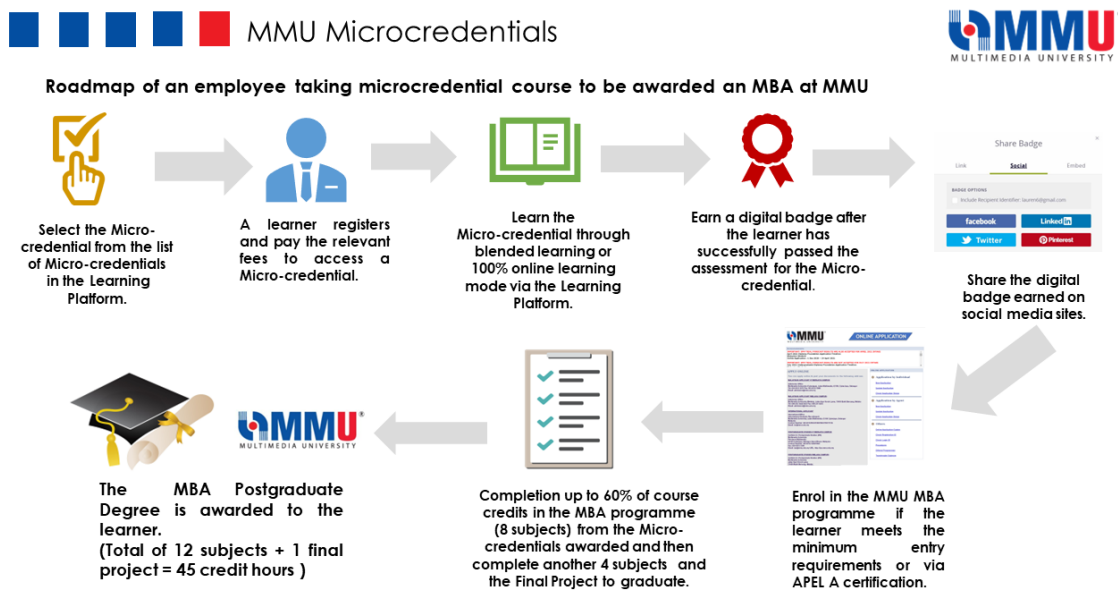 MMU Microcredentials
MMU
MULTIMEDIA UNIVERSITY
Roadmap of an employee taking microcredential course to be awarded an MBA at MMU
Select the Micro-
credential from the list
of Micro-credentials
in the Learning
Platform.
A learner registers
and pay the relevant
fees to access a
Micro-credential.
Learn the
Micro-credential through
blended learning or
100% online learning
mode via the Learning
Platform.
Earn a digital badge after
the learner has
successfully passed the
assessment for the Micro-
credential.
Share Badge
Link Social Embed
BADGE OPTIONS
facebook LinkedIn
Twitter Pinterest
Share the digital
badge earned on
social media sites.
MMU ONLINE APPLICATION
Enrol in the MMU MBA
programme if the
learner meets the
minimum entry
requirements or via
APEL A certification.
Completion up to 60% of course
credits in the MBA programme
(8 subjects) from the Micro-
credentials awarded and then
complete another 4 subjects and
the Final Project to graduate.
MMU
MULTIMEDIA UNIVERSITY
The MBA Postgraduate
Degree is awarded to the
learner.
(Total of 12 subjects + 1 final
project = 45 credit hours )